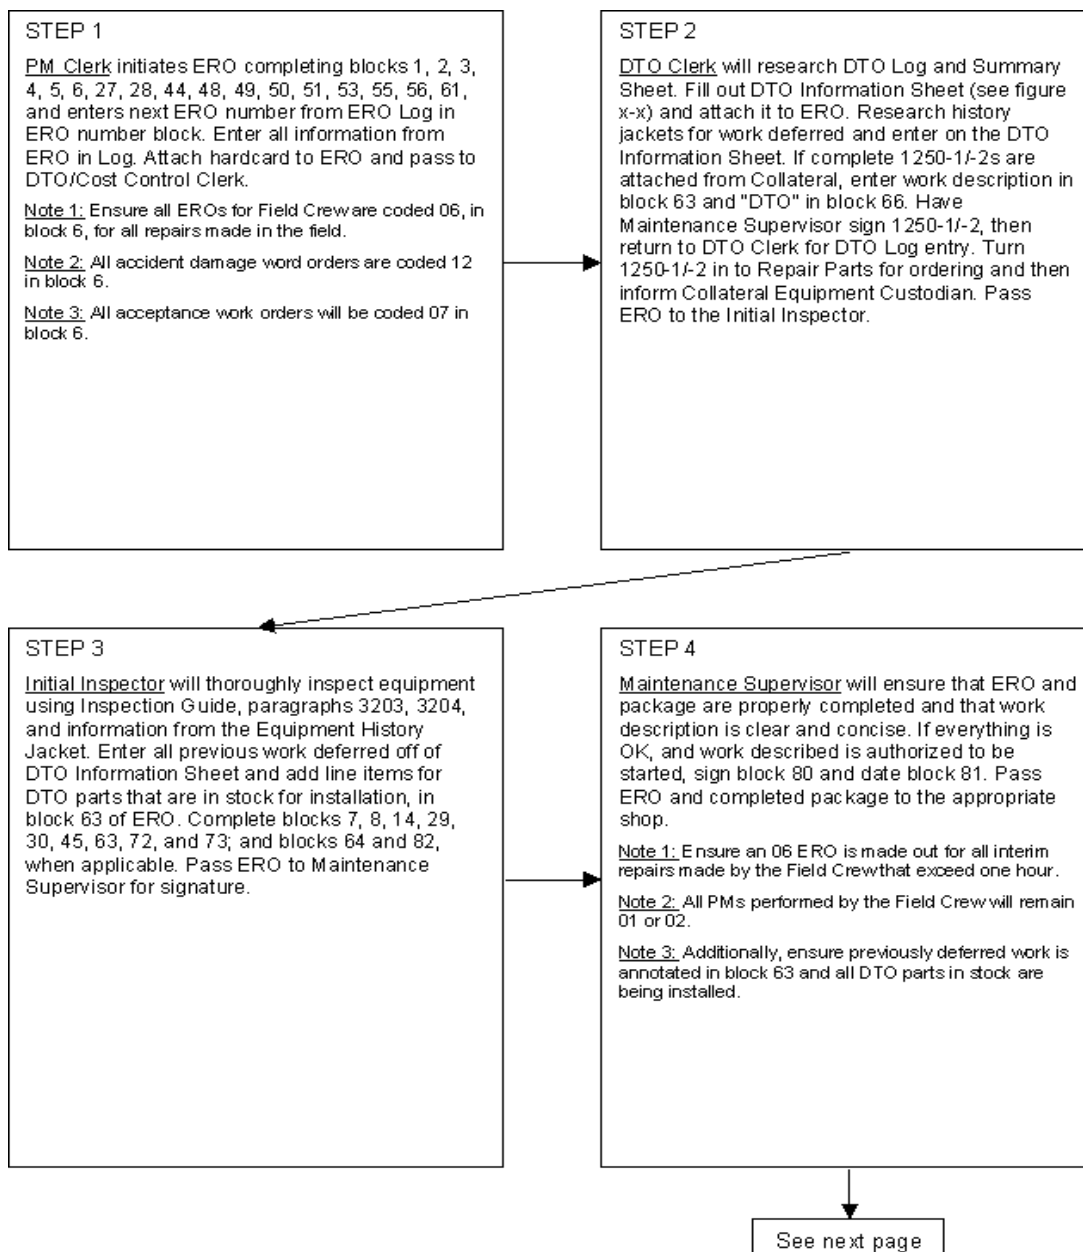 STEP 1
PM Clerk initiates ERO completing blocks 1, 2, 3,
4, 5, 6, 27, 28, 44, 48, 49, 50, 51, 53, 55, 56, 61,
and enters next ERO number from ERO Log in
ERO number block. Enter all information from
ERO in Log. Attach hardcard to ERO and pass to
DTO/Cost Control Clerk.
Note 1: Ensure all EROs for Field Crew are coded 06, in
block 6, for all repairs made in the field.
Note 2: All accident damage word orders are coded 12
in block 6.
Note 3: All acceptance work orders will be coded 07 in
block 6.
STEP 2
DTO Clerk will research DTO Log and Summary
Sheet. Fill out DTO Information Sheet (see figure
x-x) and attach it to ERO. Research history
jackets for work deferred and enter on the DTO
Information Sheet. If complete 1250-1/-2s are
attached from Collateral, enter work description in
block 63 and "DTO" in block 66. Have
Maintenance Supervisor sign 1250-1/-2, then
return to DTO Clerk for DTO Log entry. Turn
1250-1/-2 in to Repair Parts for ordering and then
inform Collateral Equipment Custodian. Pass
ERO to the Initial Inspector.
STEP 3
Initial Inspector will thoroughly inspect equipment
using Inspection Guide, paragraphs 3203, 3204,
and information from the Equipment History
Jacket. Enter all previous work deferred off of
DTO Information Sheet and add line items for
DTO parts that are in stock for installation, in
block 63 of ERO. Complete blocks 7, 8, 14, 29,
30, 45, 63, 72, and 73; and blocks 64 and 82,
when applicable. Pass ERO to Maintenance
Supervisor for signature.
STEP 4
Maintenance Supervisor will ensure that ERO and
package are properly completed and that work
description is clear and concise. If everything is
OK, and work described is authorized to be
started, sign block 80 and date block 81. Pass
ERO and completed package to the appropriate
shop.
Note 1: Ensure an 06 ERO is made out for all interim
repairs made by the Field Crew that exceed one hour.
Note 2: All PMs performed by the Field Crew will remain
01 or 02.
Note 3: Additionally, ensure previously deferred work is
annotated in block 63 and all DTO parts in stock are
being installed.
See next page